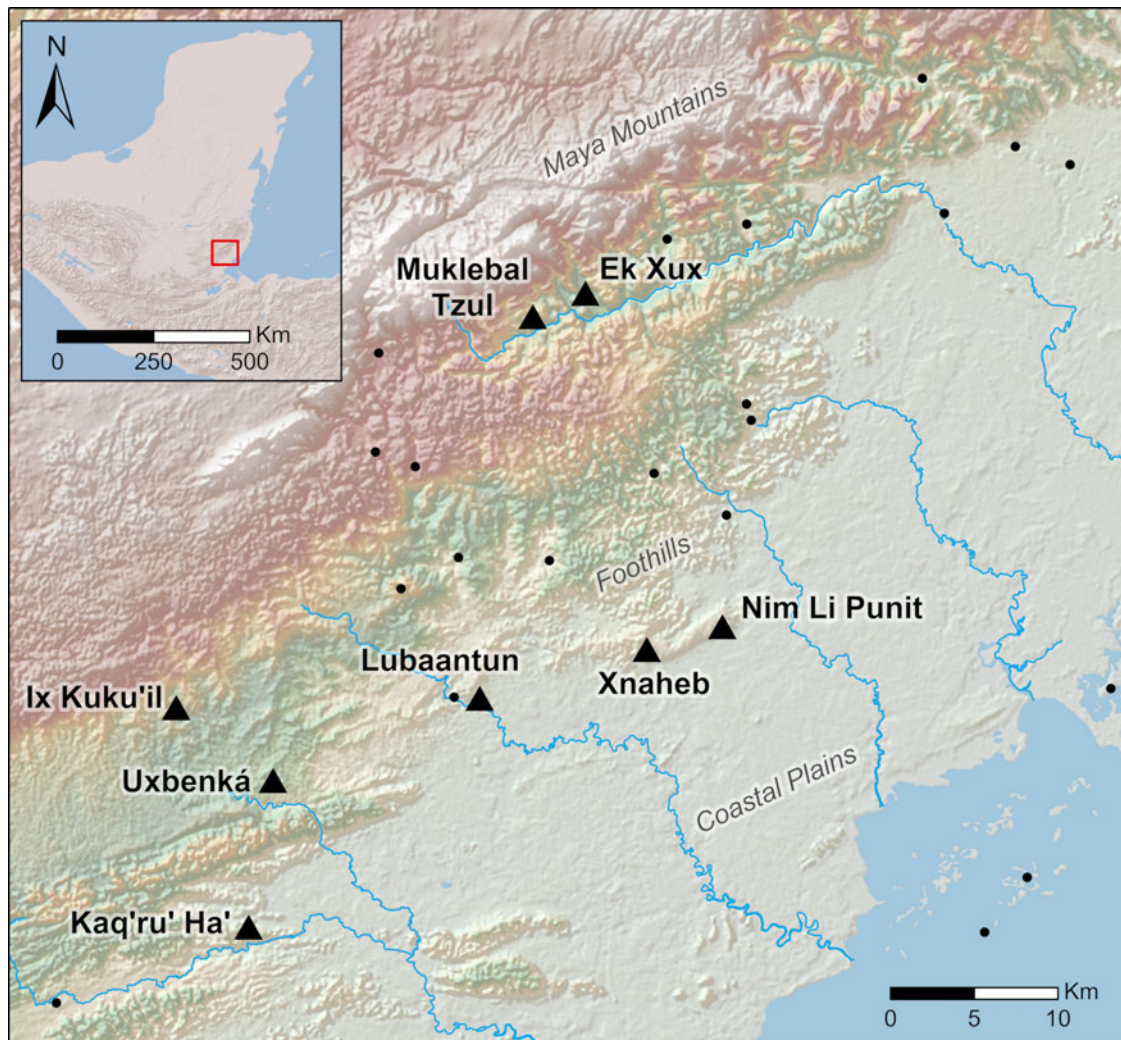 N
Km
0 250 500
Maya Mountains
Muklebal
Tzul
Ek Xux
Foothills
Nim Li Punit
Xnaheb
Lubaantun
Ix Kuku'il
Uxbenká
Coastal Plains
Kaq'ru' Ha'
Km
0 5 10